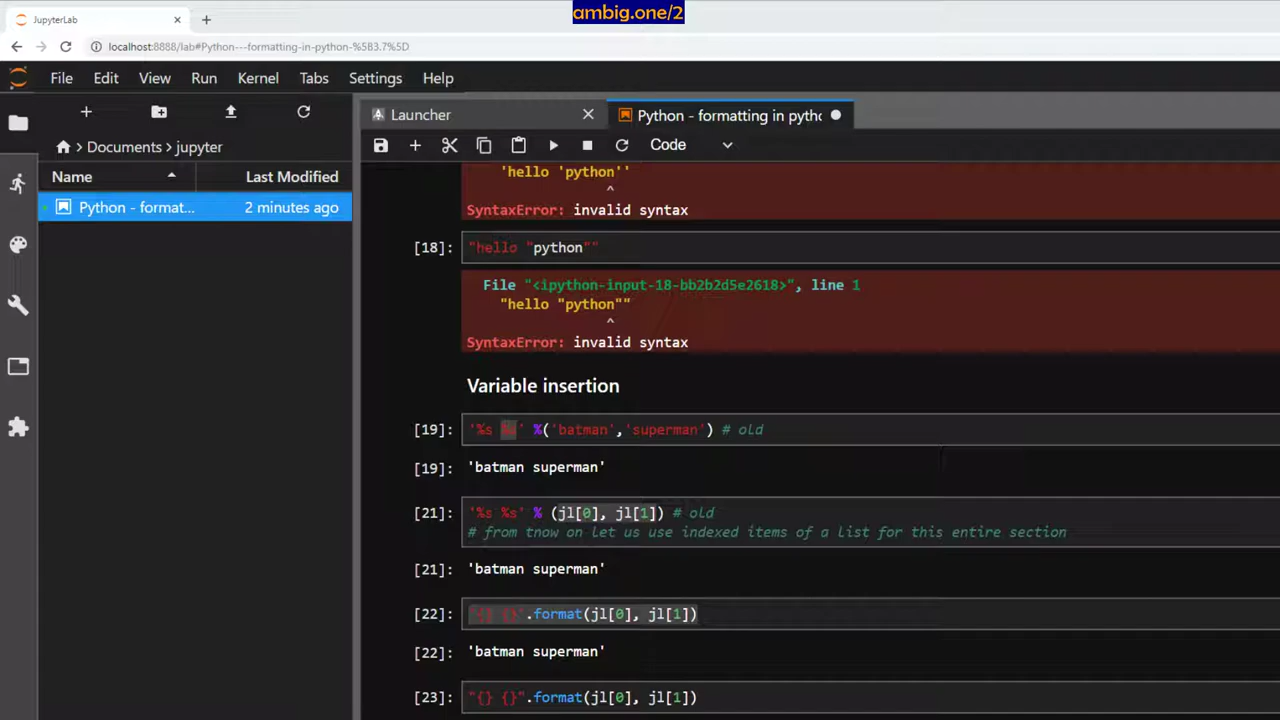 ambig.one/2
JupyterLab
localhost:8888/lab#Python---formatting-in-python-%5B3.7%5D
File Edit View Run Kernel Tabs Settings Help
Launcher
Python - formatting in pytho
Code
Documents jupyter
Name Last Modified
Python - format... 2 minutes ago
'hello 'python''
^
SyntaxError: invalid syntax
[18]: "hello "python""
File "<ipython-input-18-bb2b2d5e2618>", line 1
"hello "python""
^
SyntaxError: invalid syntax
Variable insertion
[19]: '%s %s' %('batman','superman') # old
[19]: 'batman superman'
[21]: '%s %s' % (jl[0], jl[1]) # old
# from tnow on let us use indexed items of a list for this entire section
[21]: 'batman superman'
[22]: '{} {}'.format(jl[0], jl[1])
[22]: 'batman superman'
[23]: "{} {}".format(jl[0], jl[1])